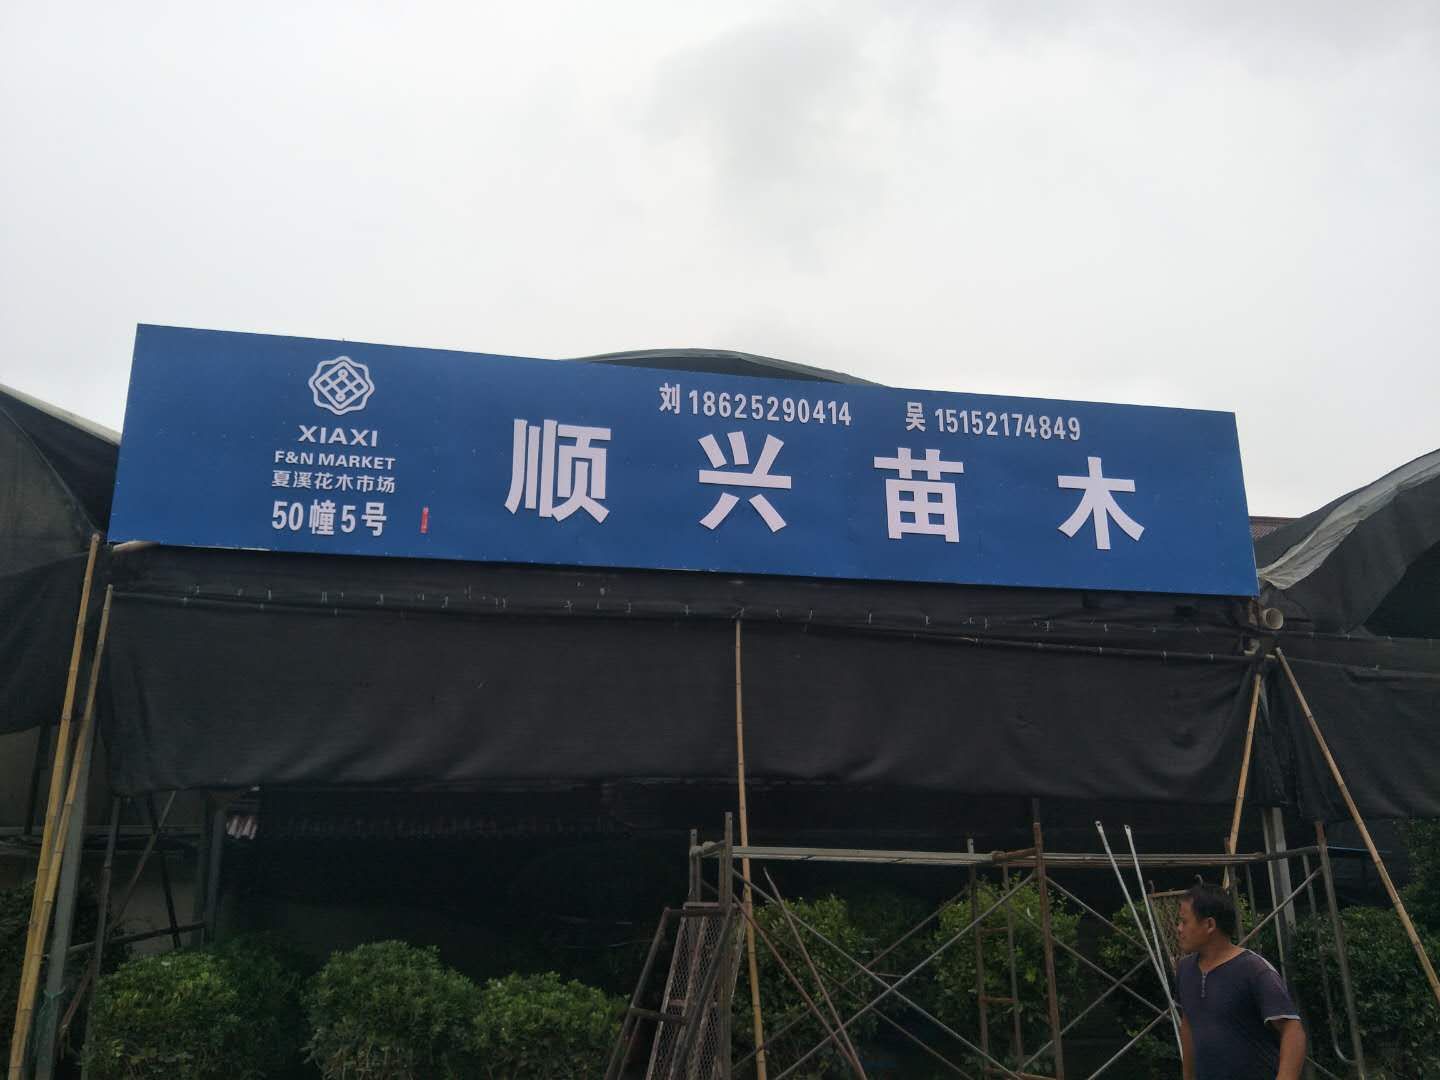 XIAXI
F&N MARKET
夏溪花木市场
50幢5号
刘 18625290414 吴 15152174849
顺兴苗木